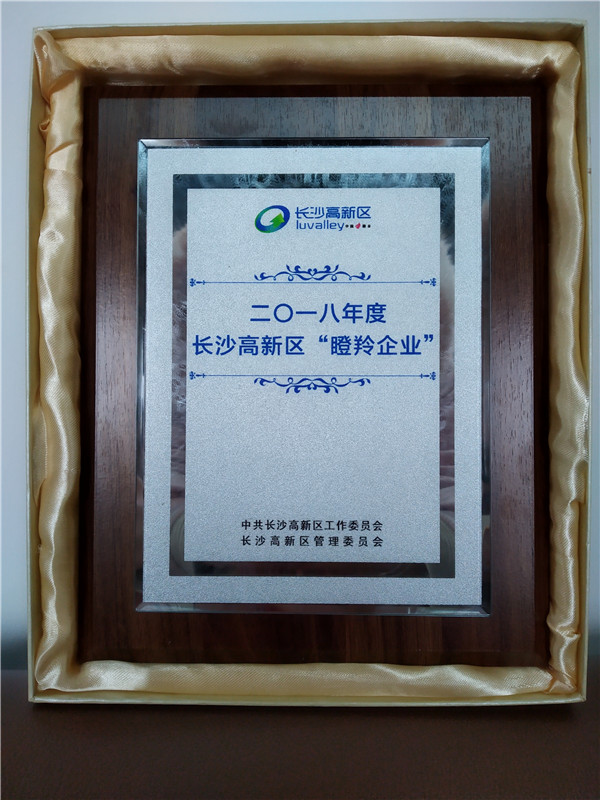 长沙高新区
luvalley
二〇一八年度
长沙高新区“瞪羚企业”
中共长沙高新区工作委员会
长沙高新区管理委员会